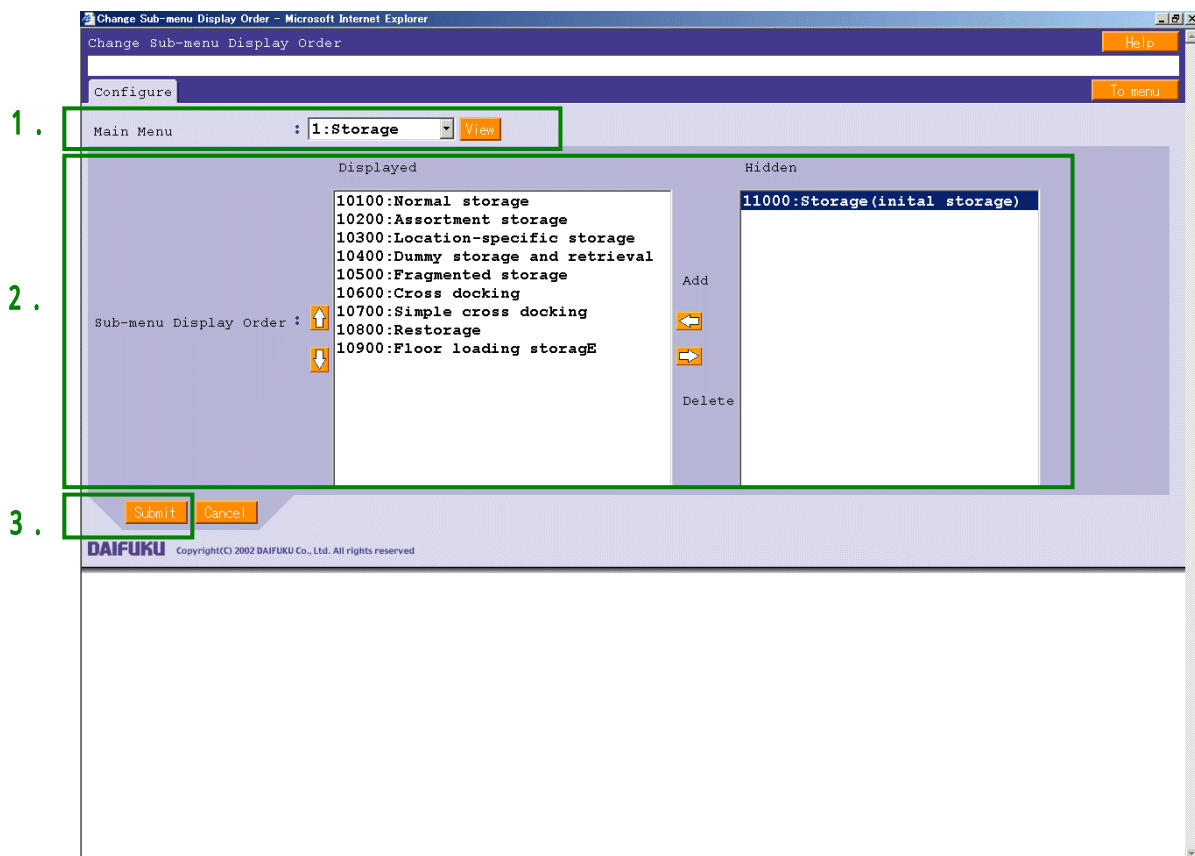 Change Sub-menu Display Order - Microsoft Internet Explorer
Change Sub-menu Display Order
Help
Configure
To menu
1.
Main Menu : 1:Storage View
Displayed
Hidden
10100:Normal storage
10200:Assortment storage
10300:Location-specific storage
10400:Dummy storage and retrieval
10500:Fragmented storage
10600:Cross docking
10700:Simple cross docking
10800:Restorage
10900:Floor loading storagE
11000:Storage(inital storage)
2.
Sub-menu Display Order :
Add
Delete
3.
Submit Cancel
DAIFUKU Copyright(C) 2002 DAIFUKU Co., Ltd. All rights reserved